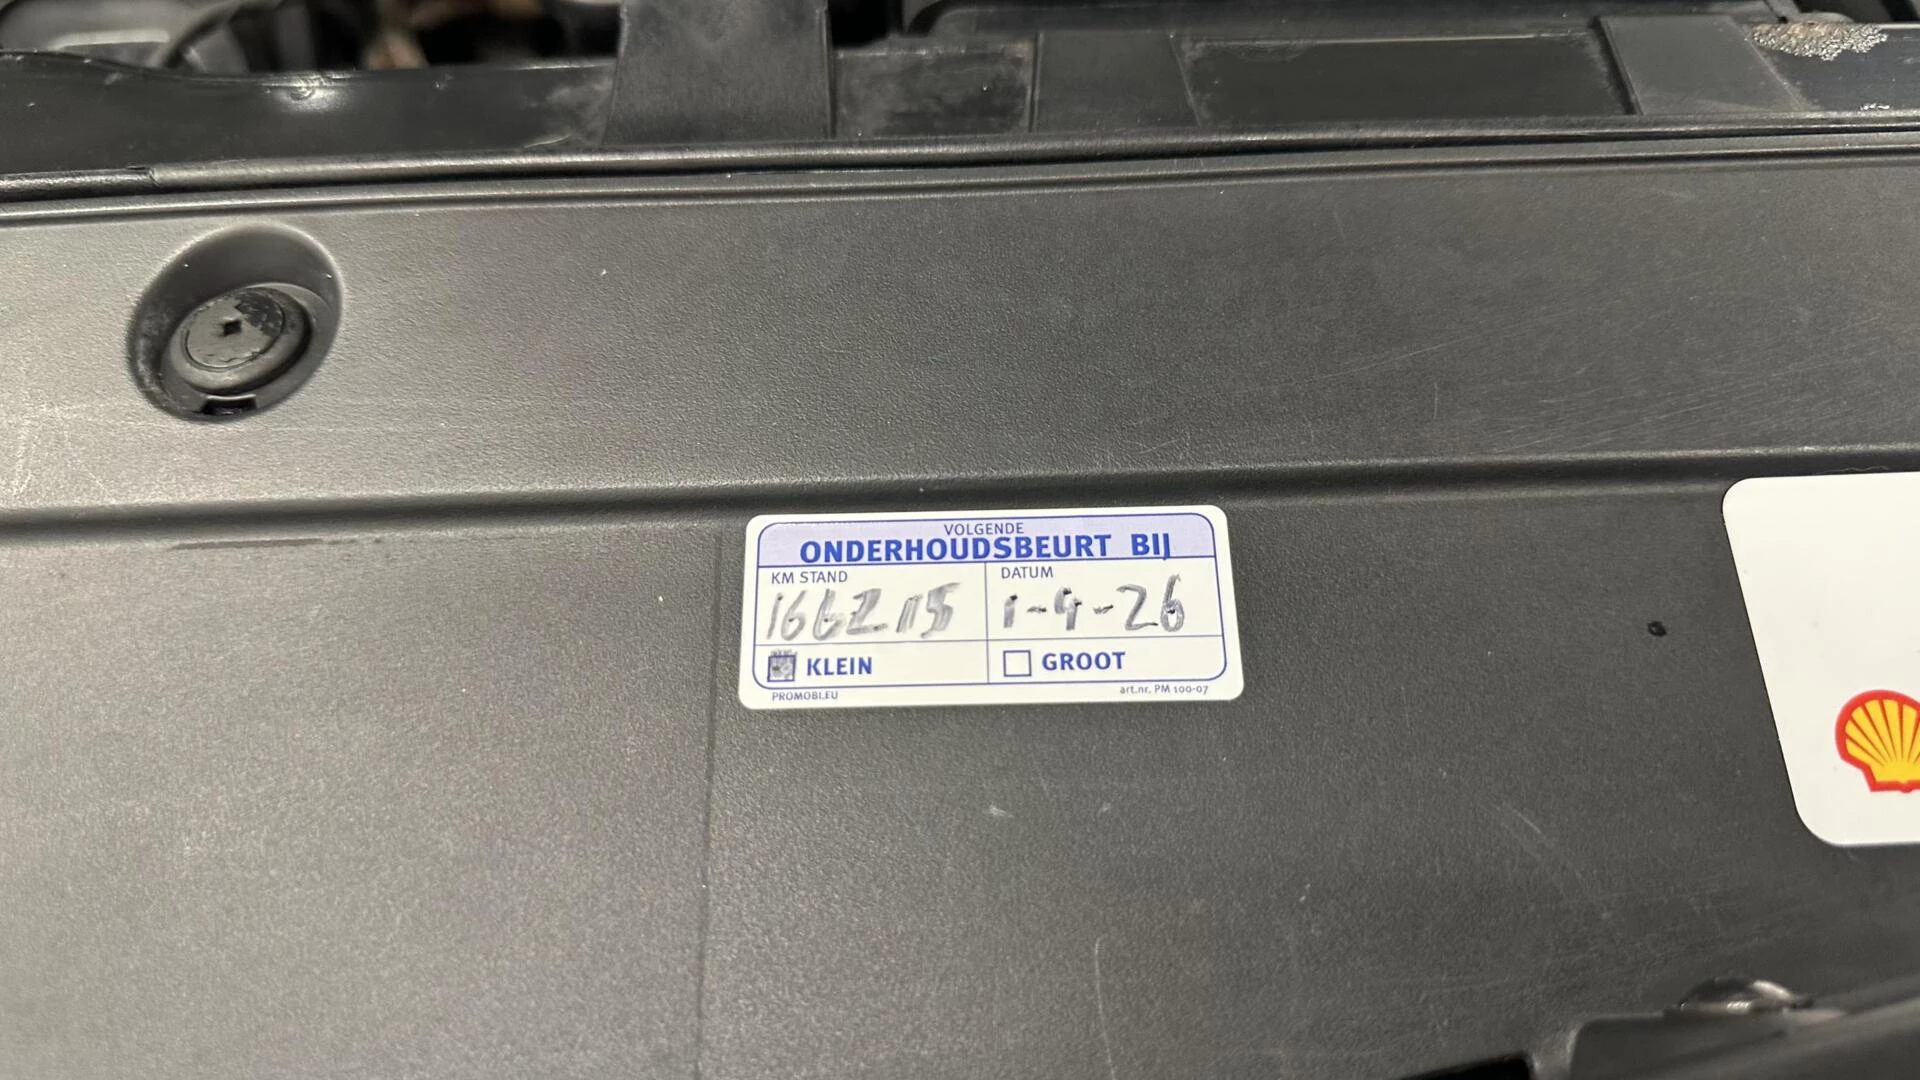 VOLGENDE
ONDERHOUDSBEURT BIJ
KM STAND DATUM
166215 1-9-26
KLEIN GROOT
PROMOBI.EU art.nr. PM 100-07